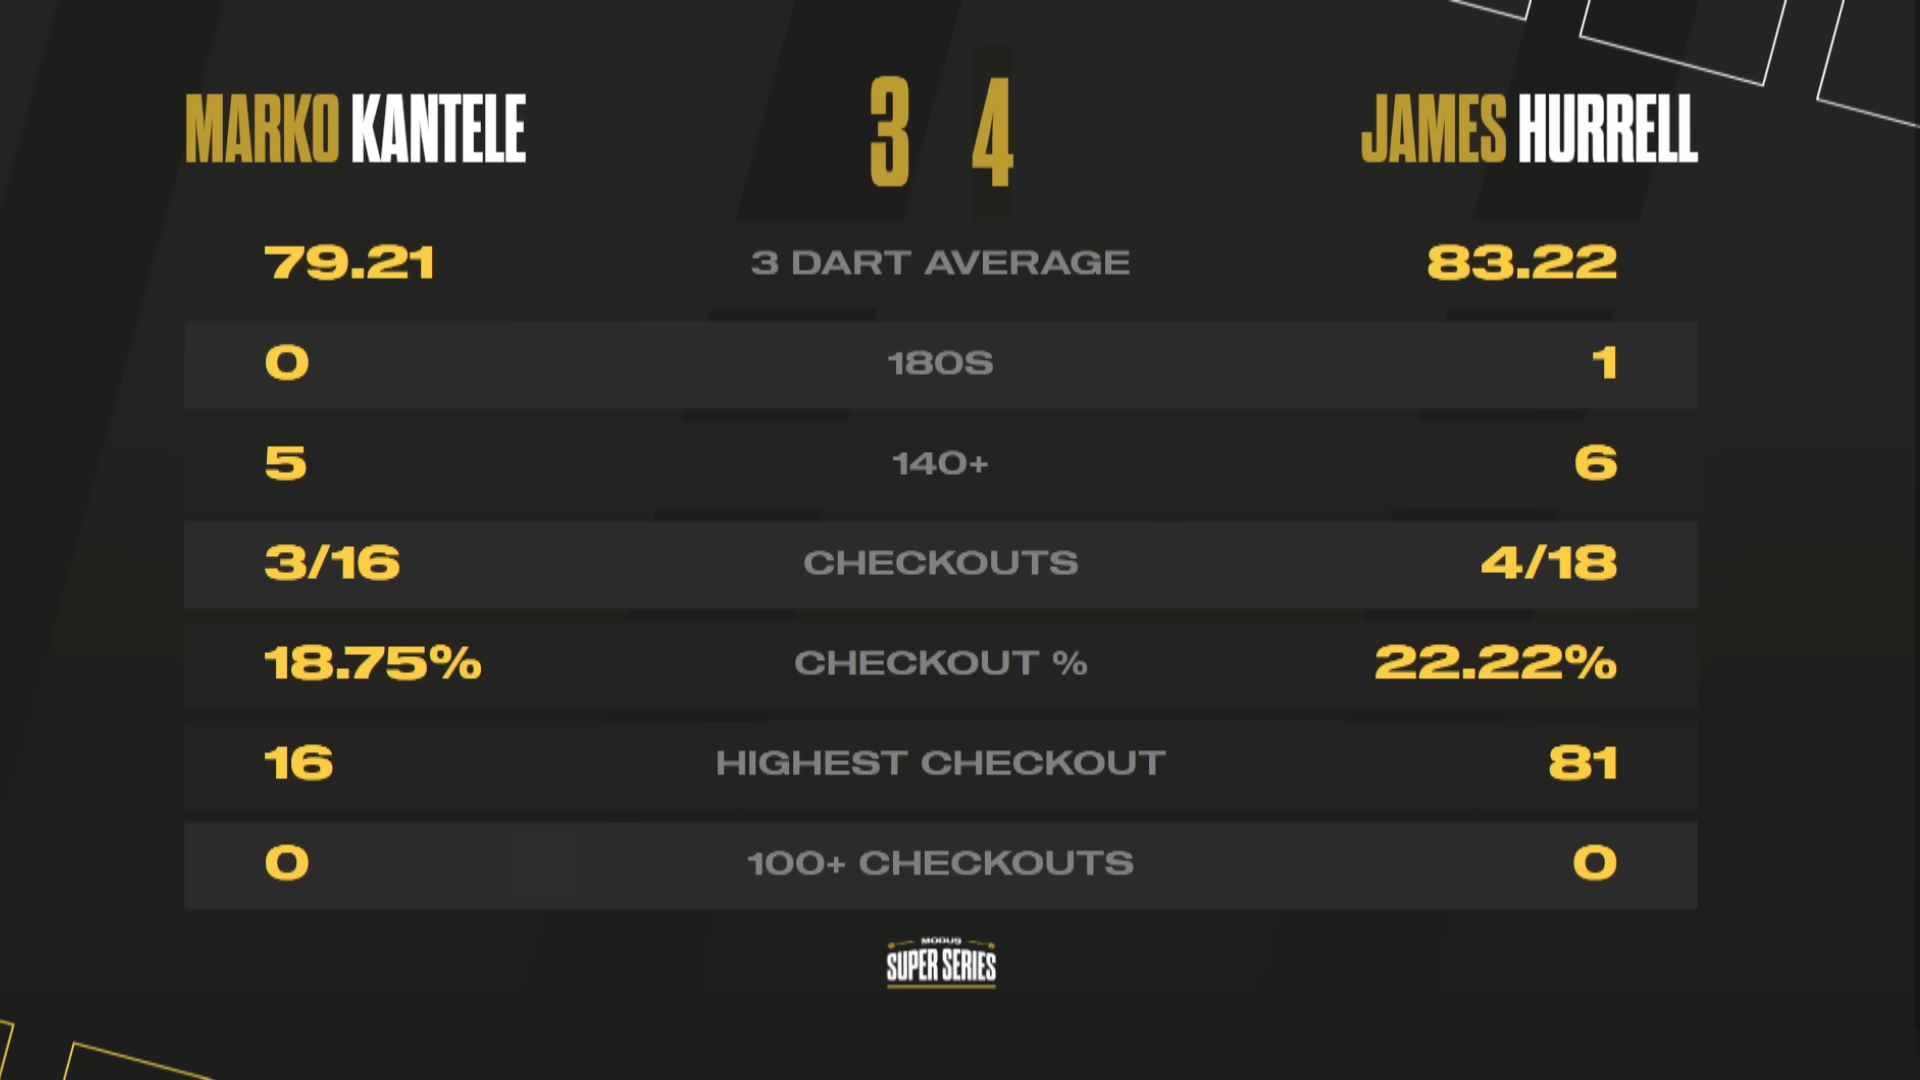 MARKO KANTELE 3 4 JAMES HURRELL
79.21 3 DART AVERAGE 83.22
0 180S 1
5 140+ 6
3/16 CHECKOUTS 4/18
18.75% CHECKOUT % 22.22%
16 HIGHEST CHECKOUT 81
0 100+ CHECKOUTS 0
MODUS
SUPER SERIES